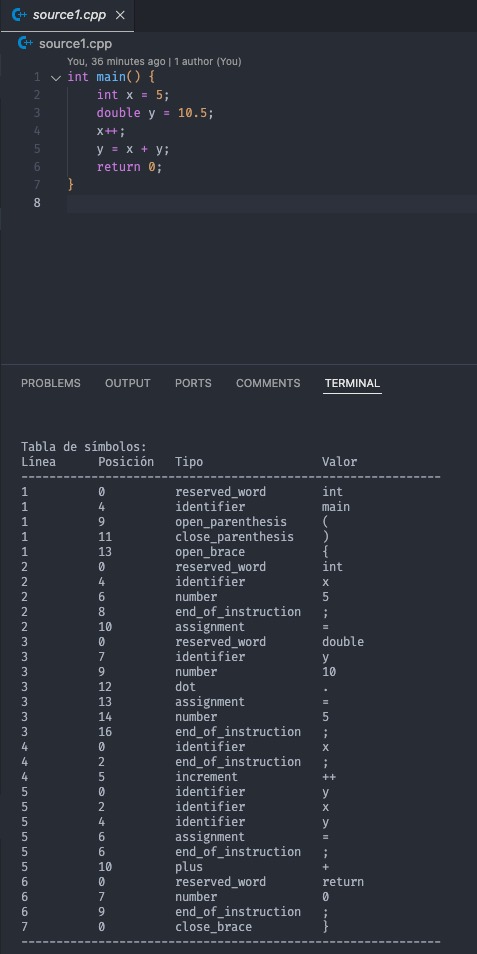 source1.cpp
source1.cpp
You, 36 minutes ago | 1 author (You)
1 int main() {
2 int x = 5;
3 double y = 10.5;
4 x++;
5 y = x + y;
6 return 0;
7 }
8
PROBLEMS OUTPUT PORTS COMMENTS TERMINAL
Tabla de símbolos:
Línea Posición Tipo Valor
------------------------------------------------------------
1 0 reserved_word int
1 4 identifier main
1 9 open_parenthesis (
1 11 close_parenthesis )
1 13 open_brace {
2 0 reserved_word int
2 4 identifier x
2 6 number 5
2 8 end_of_instruction ;
2 10 assignment =
3 0 reserved_word double
3 7 identifier y
3 9 number 10
3 12 dot .
3 13 assignment =
3 14 number 5
3 16 end_of_instruction ;
4 0 identifier x
4 2 end_of_instruction ;
4 5 increment ++
5 0 identifier y
5 2 identifier x
5 4 identifier y
5 6 assignment =
5 6 end_of_instruction ;
5 10 plus +
6 0 reserved_word return
6 7 number 0
6 9 end_of_instruction ;
7 0 close_brace }
------------------------------------------------------------